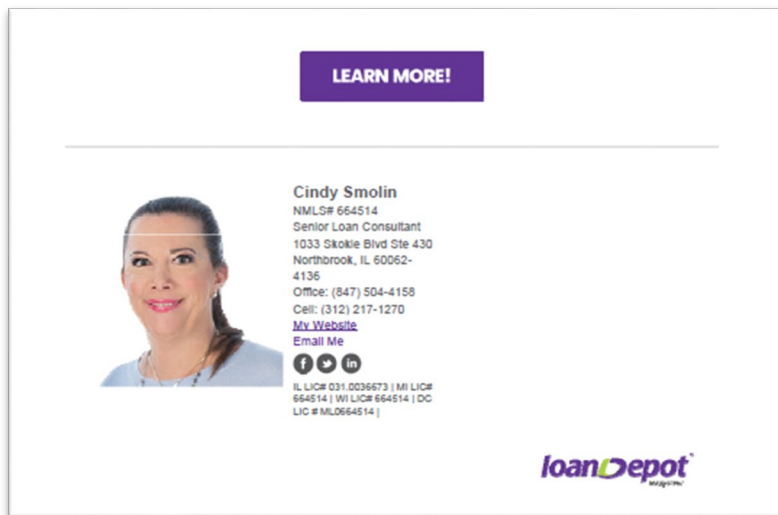 LEARN MORE!
Cindy Smolin
NMLS# 664514
Senior Loan Consultant
1033 Skokie Blvd Ste 430
Northbrook, IL 60062-
4136
Office: (847) 504-4158
Cell: (312) 217-1270
My Website
Email Me
IL LIC# 031.0036673 | MI LIC#
664514 | WI LIC# 664514 | DC
LIC # ML0664514 |
loanDepot